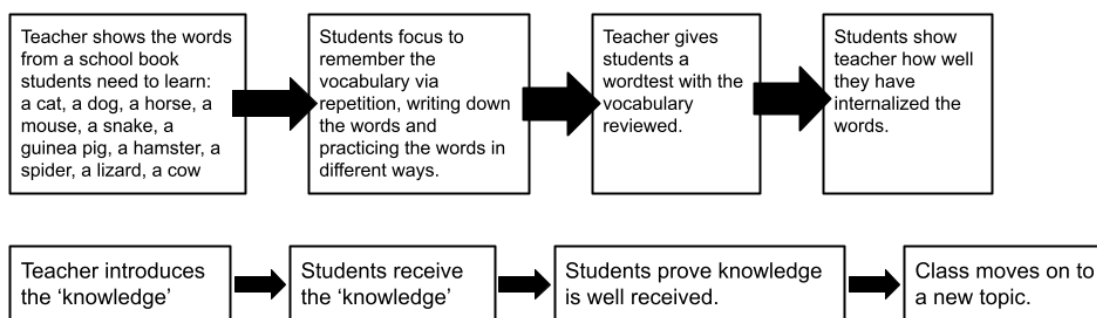 Teacher shows the words
from a school book
students need to learn:
a cat, a dog, a horse, a
mouse, a snake, a
guinea pig, a hamster, a
spider, a lizard, a cow
Students focus to
remember the
vocabulary via
repetition, writing down
the words and
practicing the words in
different ways.
Teacher gives
students a
wordtest with the
vocabulary
reviewed.
Students show
teacher how well
they have
internalized the
words.
Teacher introduces
the ‘knowledge’
Students receive
the ‘knowledge’
Students prove knowledge
is well received.
Class moves on to
a new topic.